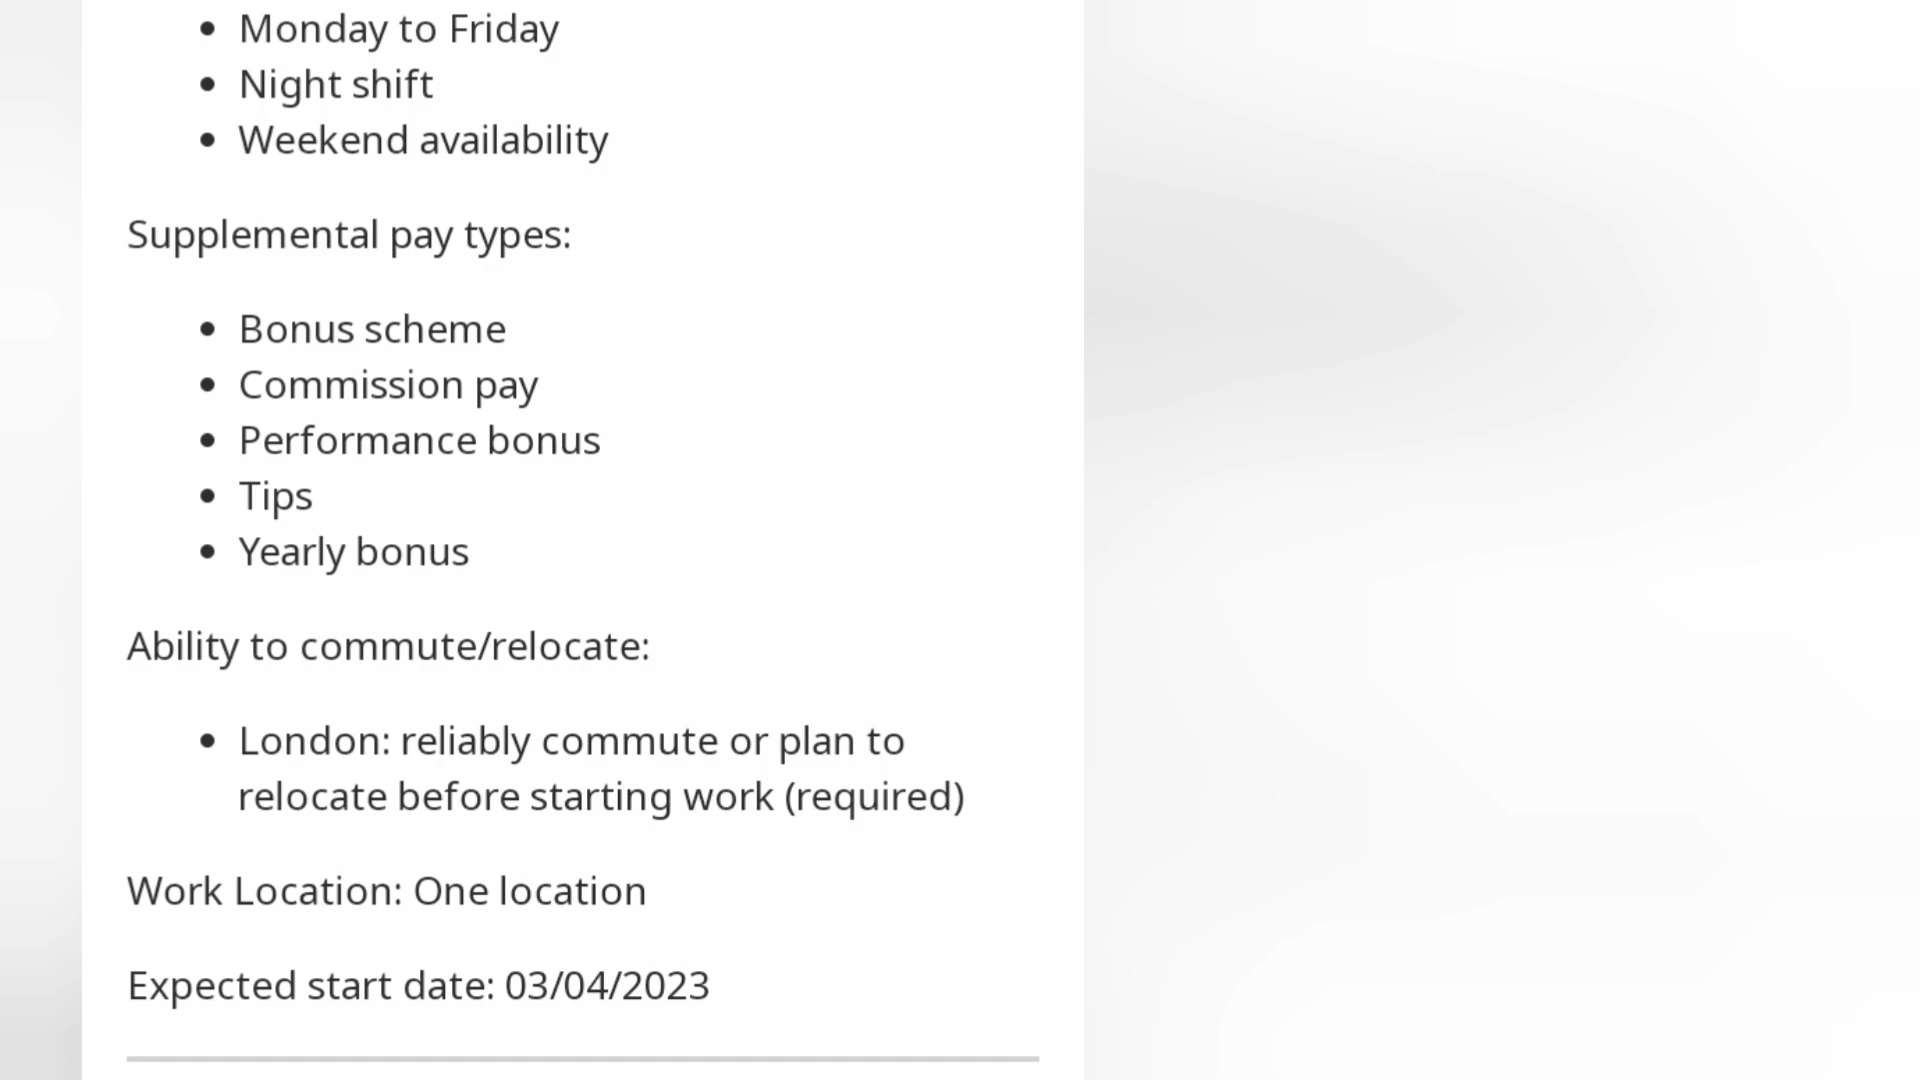 Monday to Friday
Night shift
Weekend availability
Supplemental pay types:
Bonus scheme
Commission pay
Performance bonus
Tips
Yearly bonus
Ability to commute/relocate:
London: reliably commute or plan to
relocate before starting work (required)
Work Location: One location
Expected start date: 03/04/2023